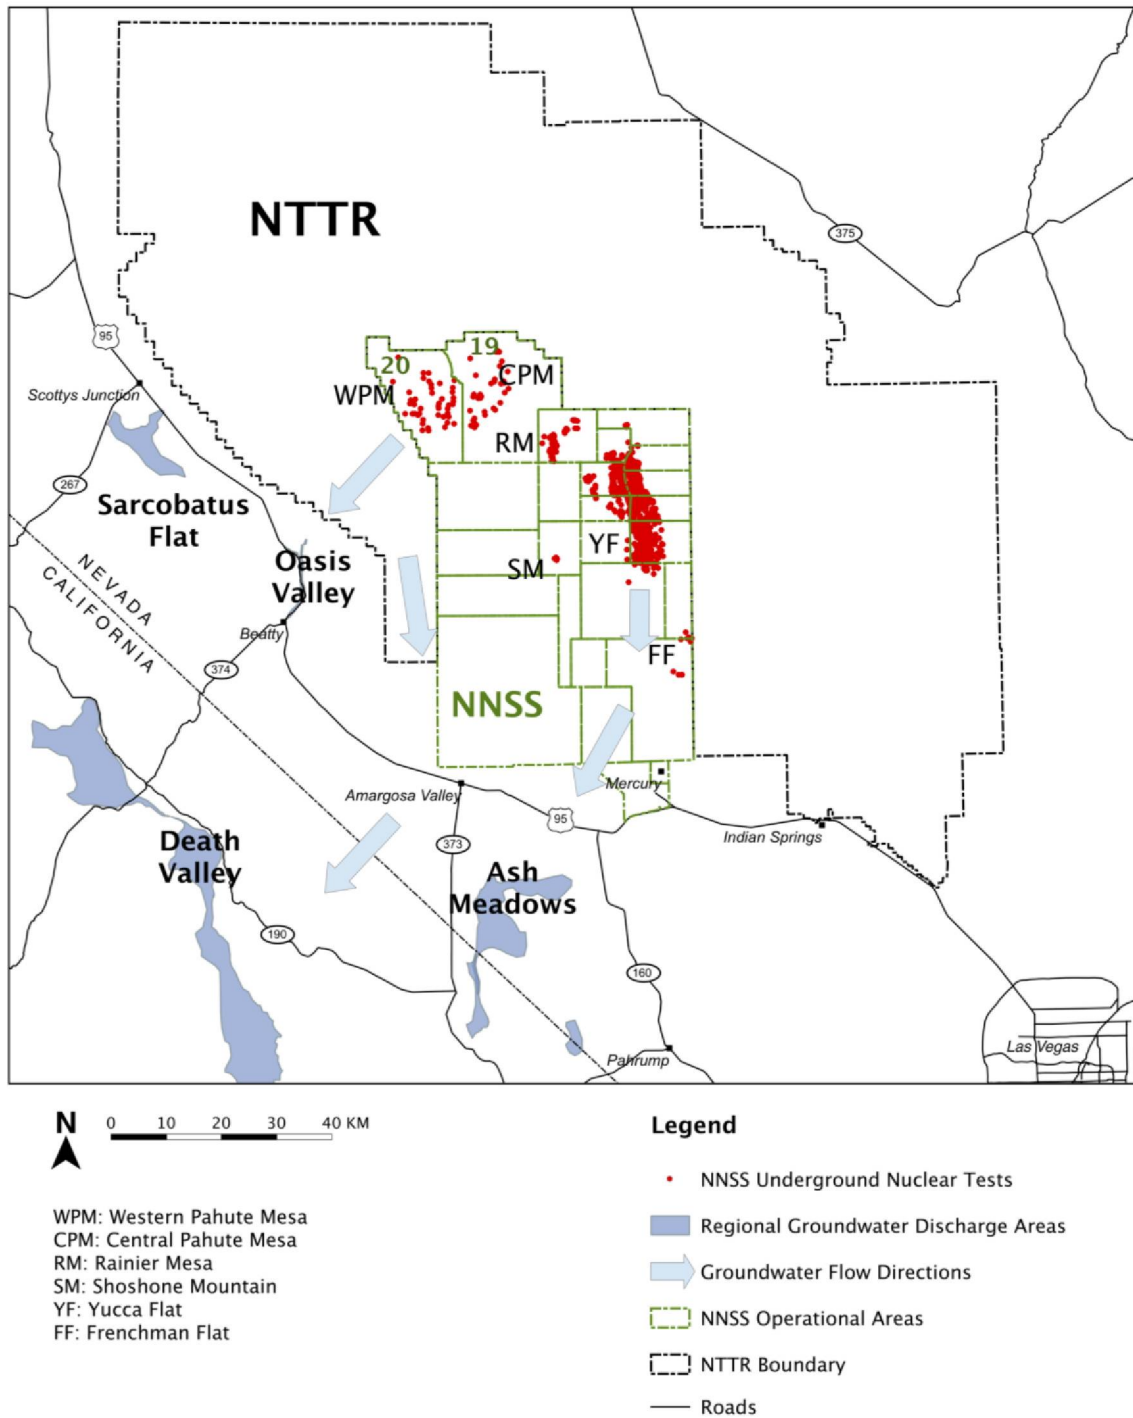 NTTR
375
95
19
20
CPM
WPM
Scottys Junction
RM
267
Sarcobatus
Flat
YF
Oasis
Valley
SM
NEVADA
CALIFORNIA
Beatty
374
FF
NNSS
Mercury
Amargosa Valley
95
Indian Springs
Death
Valley
373
Ash
Meadows
190
160
Las Vegas
Pahrump
N
0 10 20 30 40 KM
WPM: Western Pahute Mesa
CPM: Central Pahute Mesa
RM: Rainier Mesa
SM: Shoshone Mountain
YF: Yucca Flat
FF: Frenchman Flat
Legend
NNSS Underground Nuclear Tests
Regional Groundwater Discharge Areas
Groundwater Flow Directions
NNSS Operational Areas
NTTR Boundary
Roads